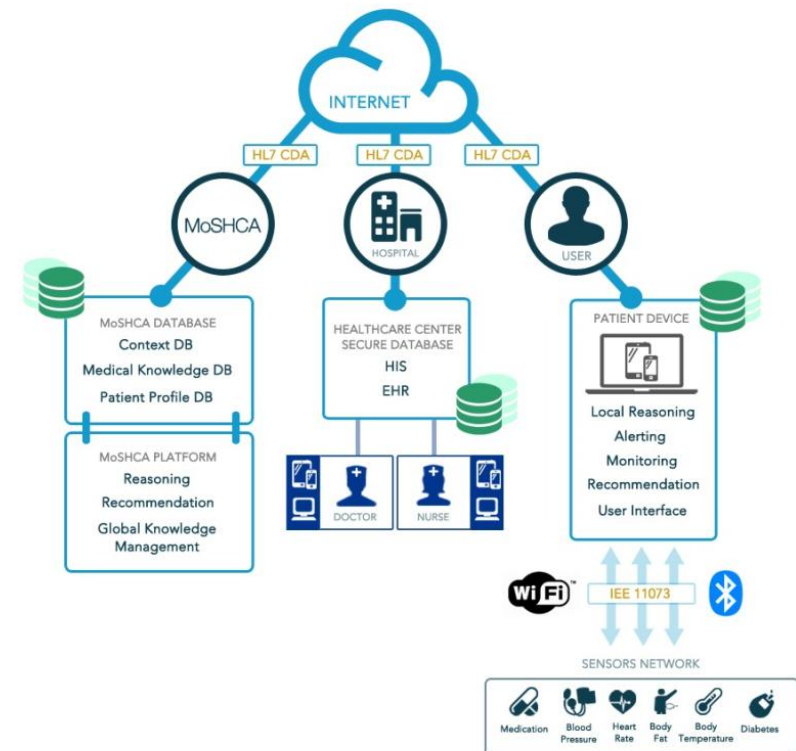 INTERNET
HL7 CDA
HL7 CDA
HL7 CDA
MoSHCA
HOSPITAL
USER
MoSHCA DATABASE
Context DB
Medical Knowledge DB
Patient Profile DB
MoSHCA PLATFORM
Reasoning
Recommendation
Global Knowledge
Management
HEALTHCARE CENTER
SECURE DATABASE
HIS
EHR
DOCTOR
NURSE
PATIENT DEVICE
Local Reasoning
Alerting
Monitoring
Recommendation
User Interface
Wi Fi™
IEE 11073
SENSORS NETWORK
Medication
Blood
Pressure
Heart
Rate
Body
Fat
Body
Temperature
Diabetes